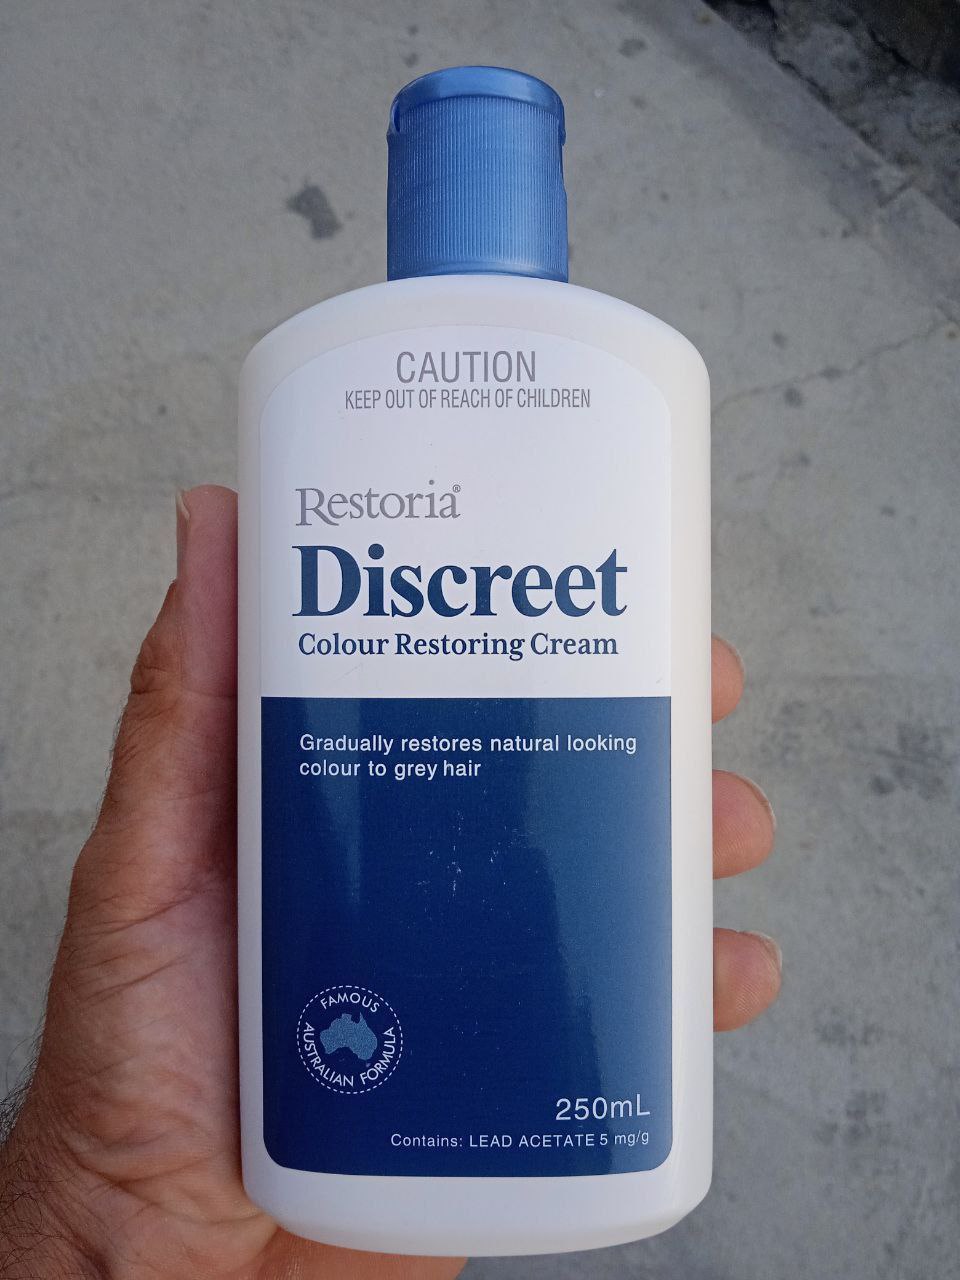 CAUTION
KEEP OUT OF REACH OF CHILDREN
Restoria®
Discreet
Colour Restoring Cream
Gradually restores natural looking
colour to grey hair
FAMOUS
AUSTRALIAN FORMULA
250mL
Contains: LEAD ACETATE 5 mg/g